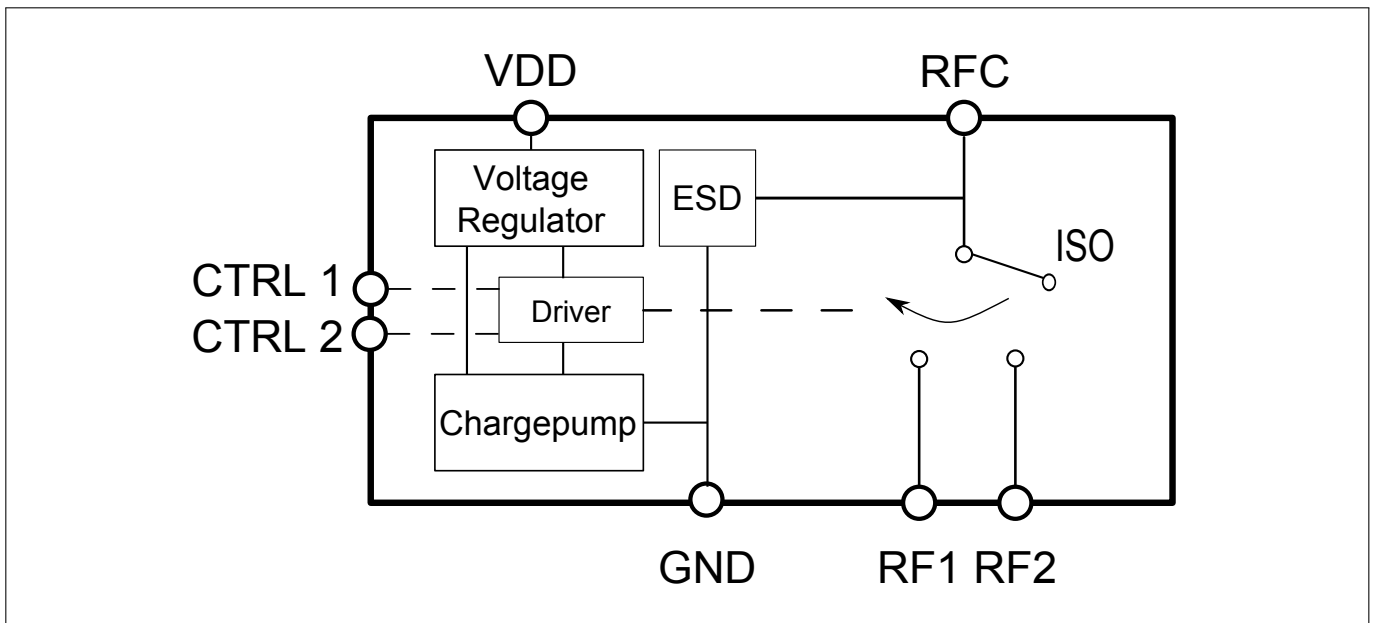 VDD
RFC
Voltage
Regulator
ESD
ISO
CTRL 1
CTRL 2
Driver
Chargepump
GND
RF1
RF2